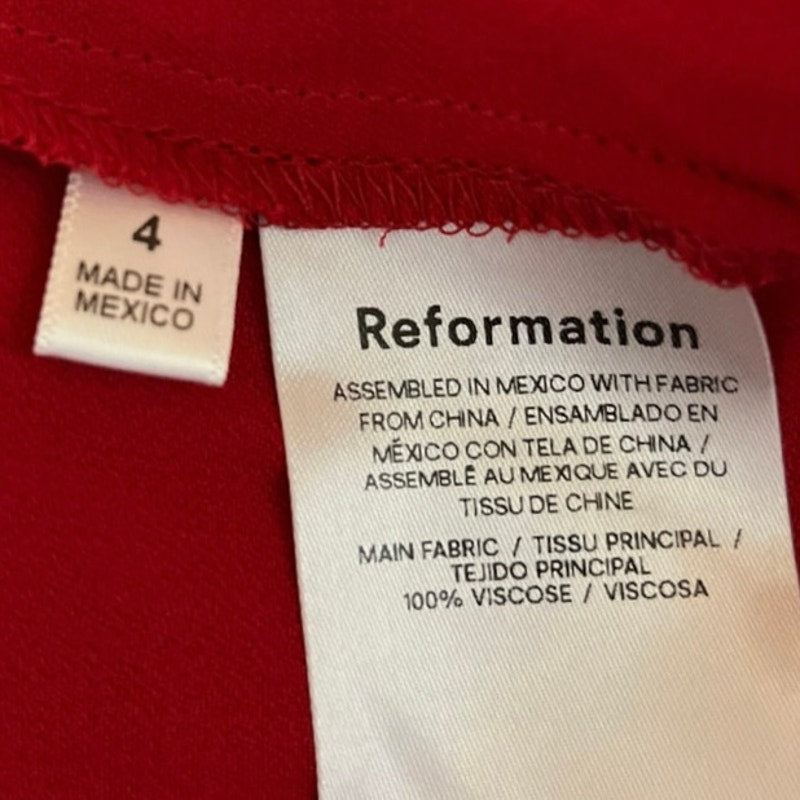 4
MADE IN
MEXICO
Reformation
ASSEMBLED IN MEXICO WITH FABRIC
FROM CHINA / ENSAMBLADO EN
MÉXICO CON TELA DE CHINA /
ASSEMBLÉ AU MEXIQUE AVEC DU
TISSU DE CHINE
MAIN FABRIC / TISSU PRINCIPAL /
TEJIDO PRINCIPAL
100% VISCOSE / VISCOSA